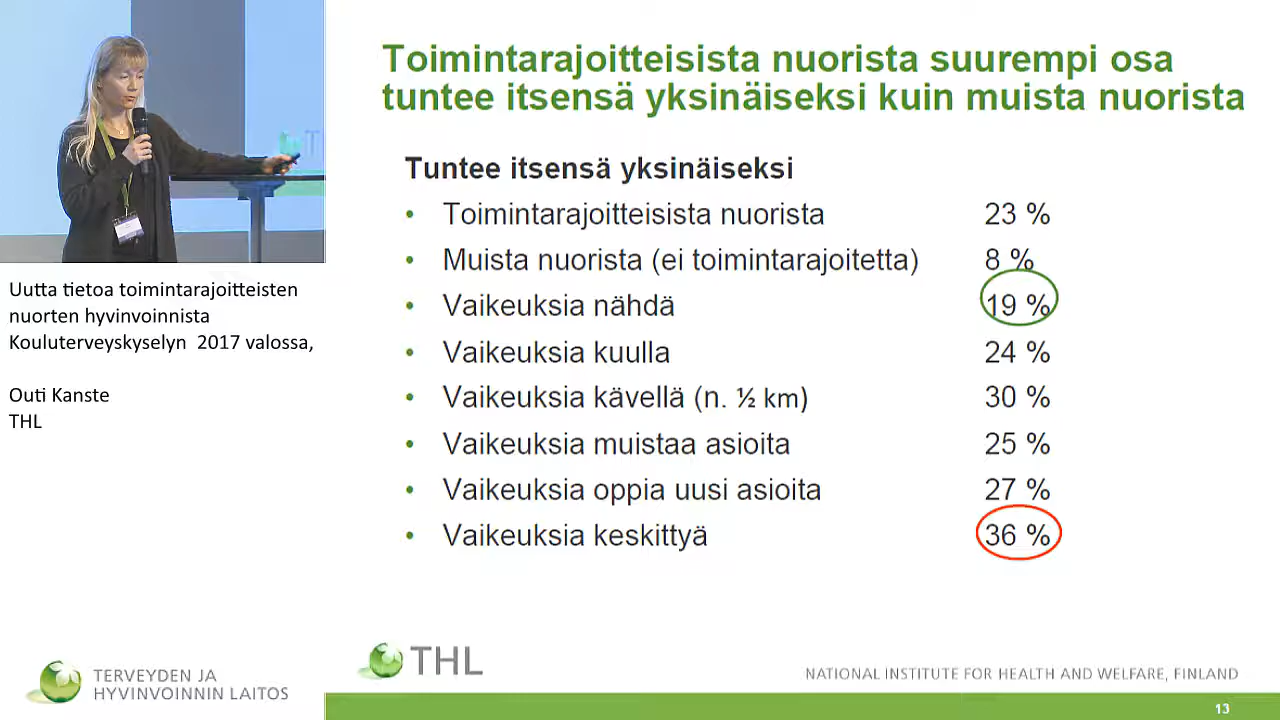 Toimintarajoitteisista nuorista suurempi osa
tuntee itsensä yksinäiseksi kuin muista nuorista
Tuntee itsensä yksinäiseksi
• Toimintarajoitteisista nuorista 23 %
• Muista nuorista (ei toimintarajoitetta) 8 %
• Vaikeuksia nähdä 19 %
• Vaikeuksia kuulla 24 %
• Vaikeuksia kävellä (n. ½ km) 30 %
• Vaikeuksia muistaa asioita 25 %
• Vaikeuksia oppia uusi asioita 27 %
• Vaikeuksia keskittyä 36 %
Uutta tietoa toimintarajoitteisten
nuorten hyvinvoinnista
Kouluterveyskyselyn 2017 valossa,
Outi Kanste
THL
TERVEYDEN JA
HYVINVOINNIN LAITOS
THL
NATIONAL INSTITUTE FOR HEALTH AND WELFARE, FINLAND
13